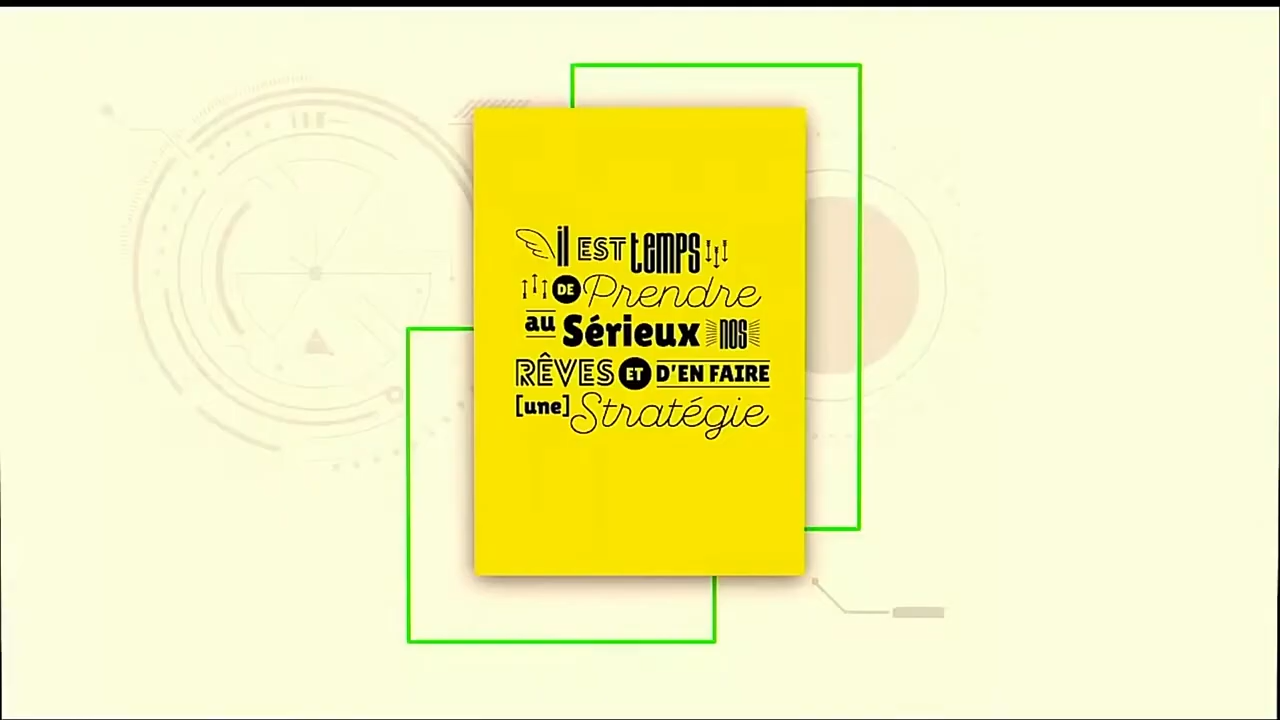 il EST temps
DE Prendre
au Sérieux nos
RÊVES ET D'EN FAIRE
[une] Stratégie